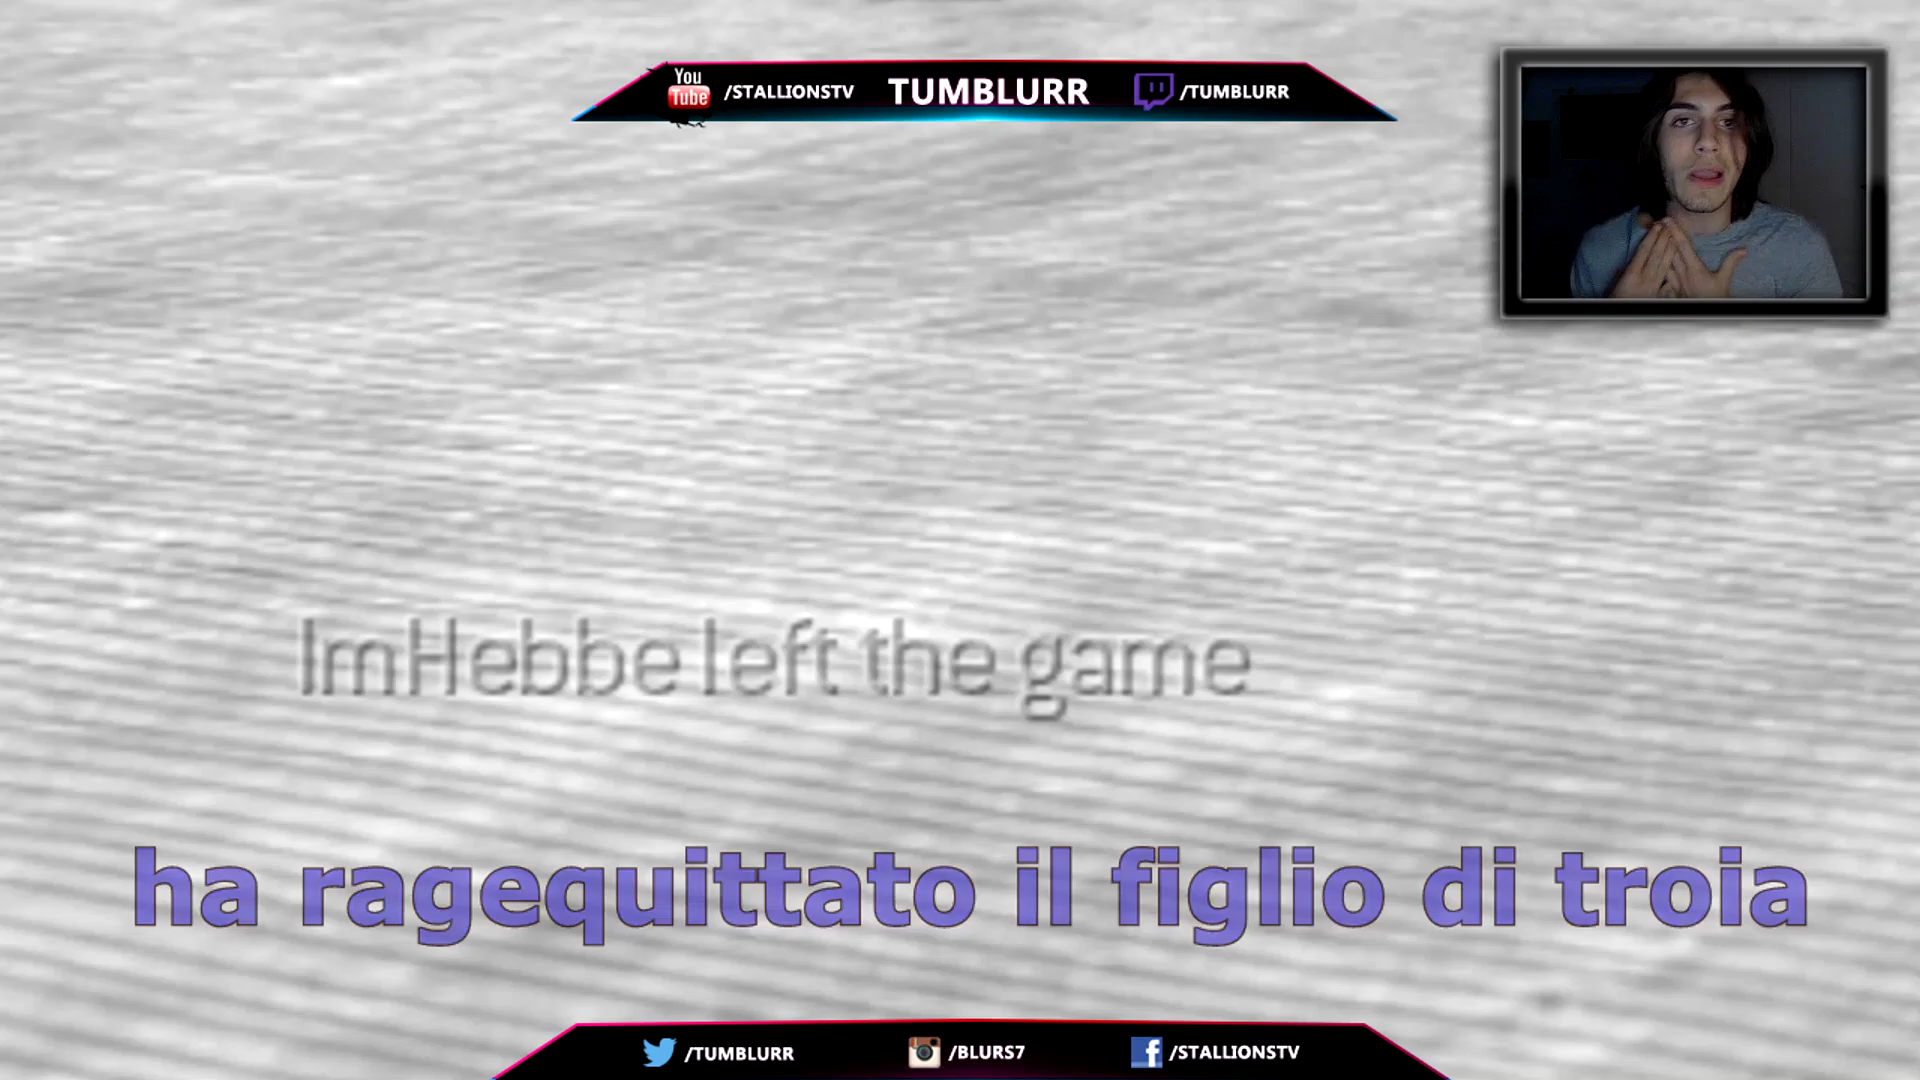 You
Tube /STALLIONSTV TUMBLURR /TUMBLURR
ImHebbe left the game
ha ragequittato il figlio di troia
/TUMBLURR /BLURS7 /STALLIONSTV